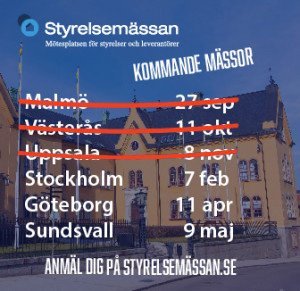 Styrelsemässan
Mötesplatsen för styrelser och leverantörer
KOMMANDE MÄSSOR
Malmö 27 sep
Västerås 11 okt
Uppsala 8 nov
Stockholm 7 feb
Göteborg 11 apr
Sundsvall 9 maj
ANMÄL DIG PÅ STYRELSEMÄSSAN.SE